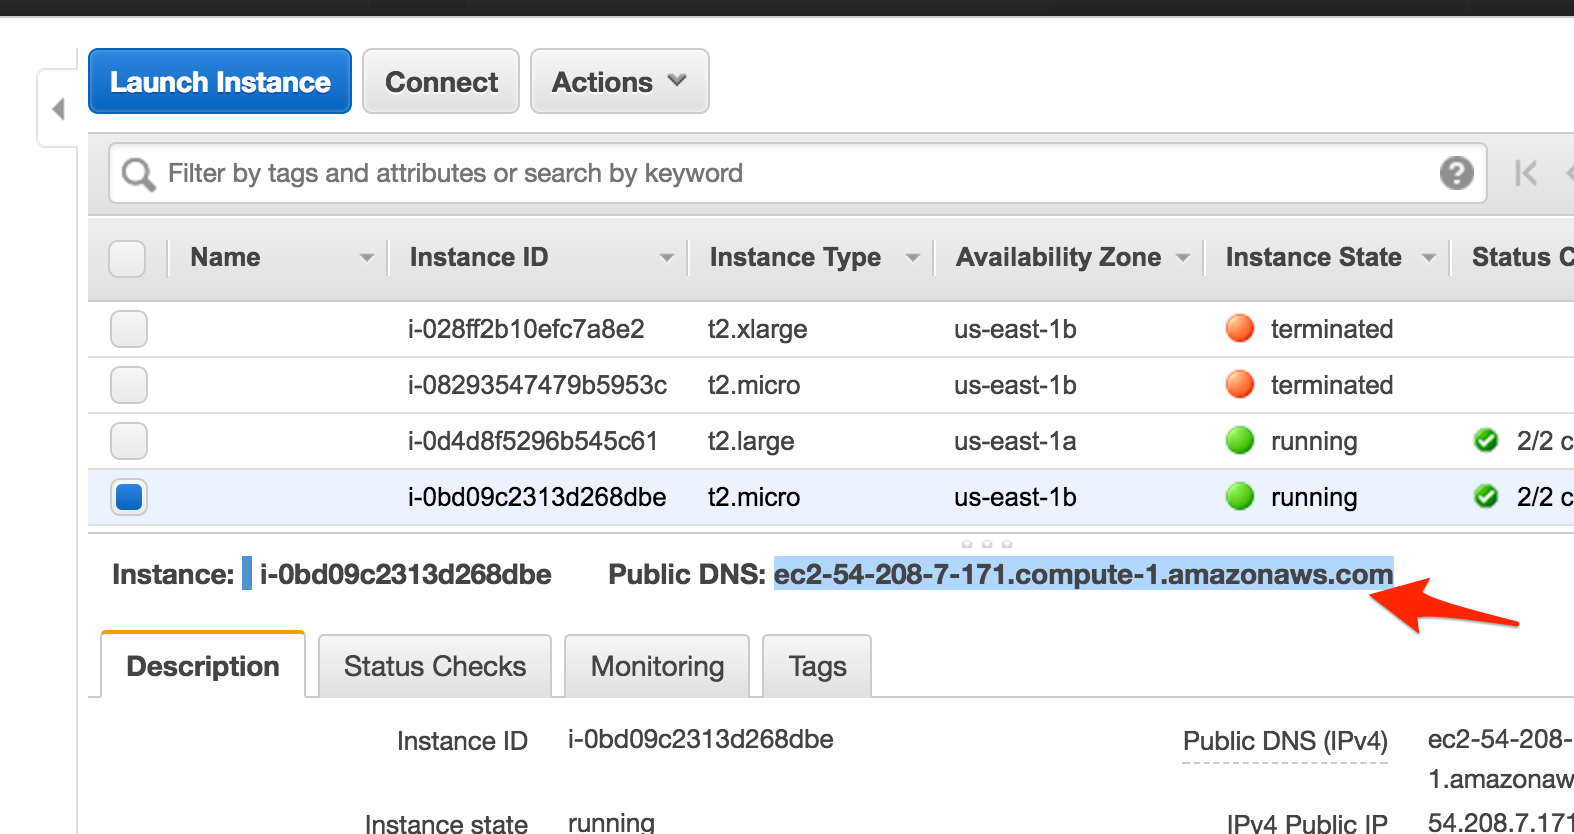 Launch Instance Connect Actions
Filter by tags and attributes or search by keyword ?
Name Instance ID Instance Type Availability Zone Instance State Status C
i-028ff2b10efc7a8e2 t2.xlarge us-east-1b terminated
i-08293547479b5953c t2.micro us-east-1b terminated
i-0d4d8f5296b545c61 t2.large us-east-1a running 2/2 c
i-0bd09c2313d268dbe t2.micro us-east-1b running 2/2 c
Instance: i-0bd09c2313d268dbe Public DNS: ec2-54-208-7-171.compute-1.amazonaws.com
Description Status Checks Monitoring Tags
Instance ID i-0bd09c2313d268dbe Public DNS (IPv4) ec2-54-208-
1.amazonaw
Instance state running IPv4 Public IP 54.208.7.171